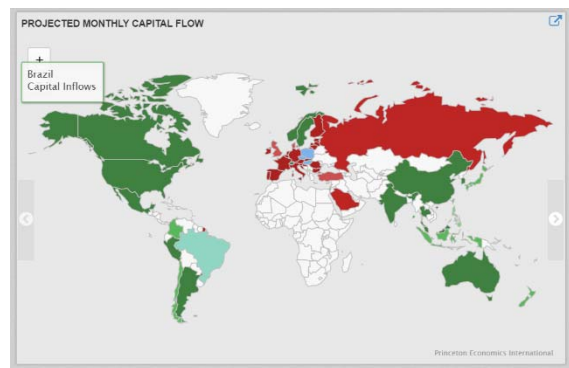 PROJECTED MONTHLY CAPITAL FLOW
+
Brazil
Capital Inflows
Princeton Economics International